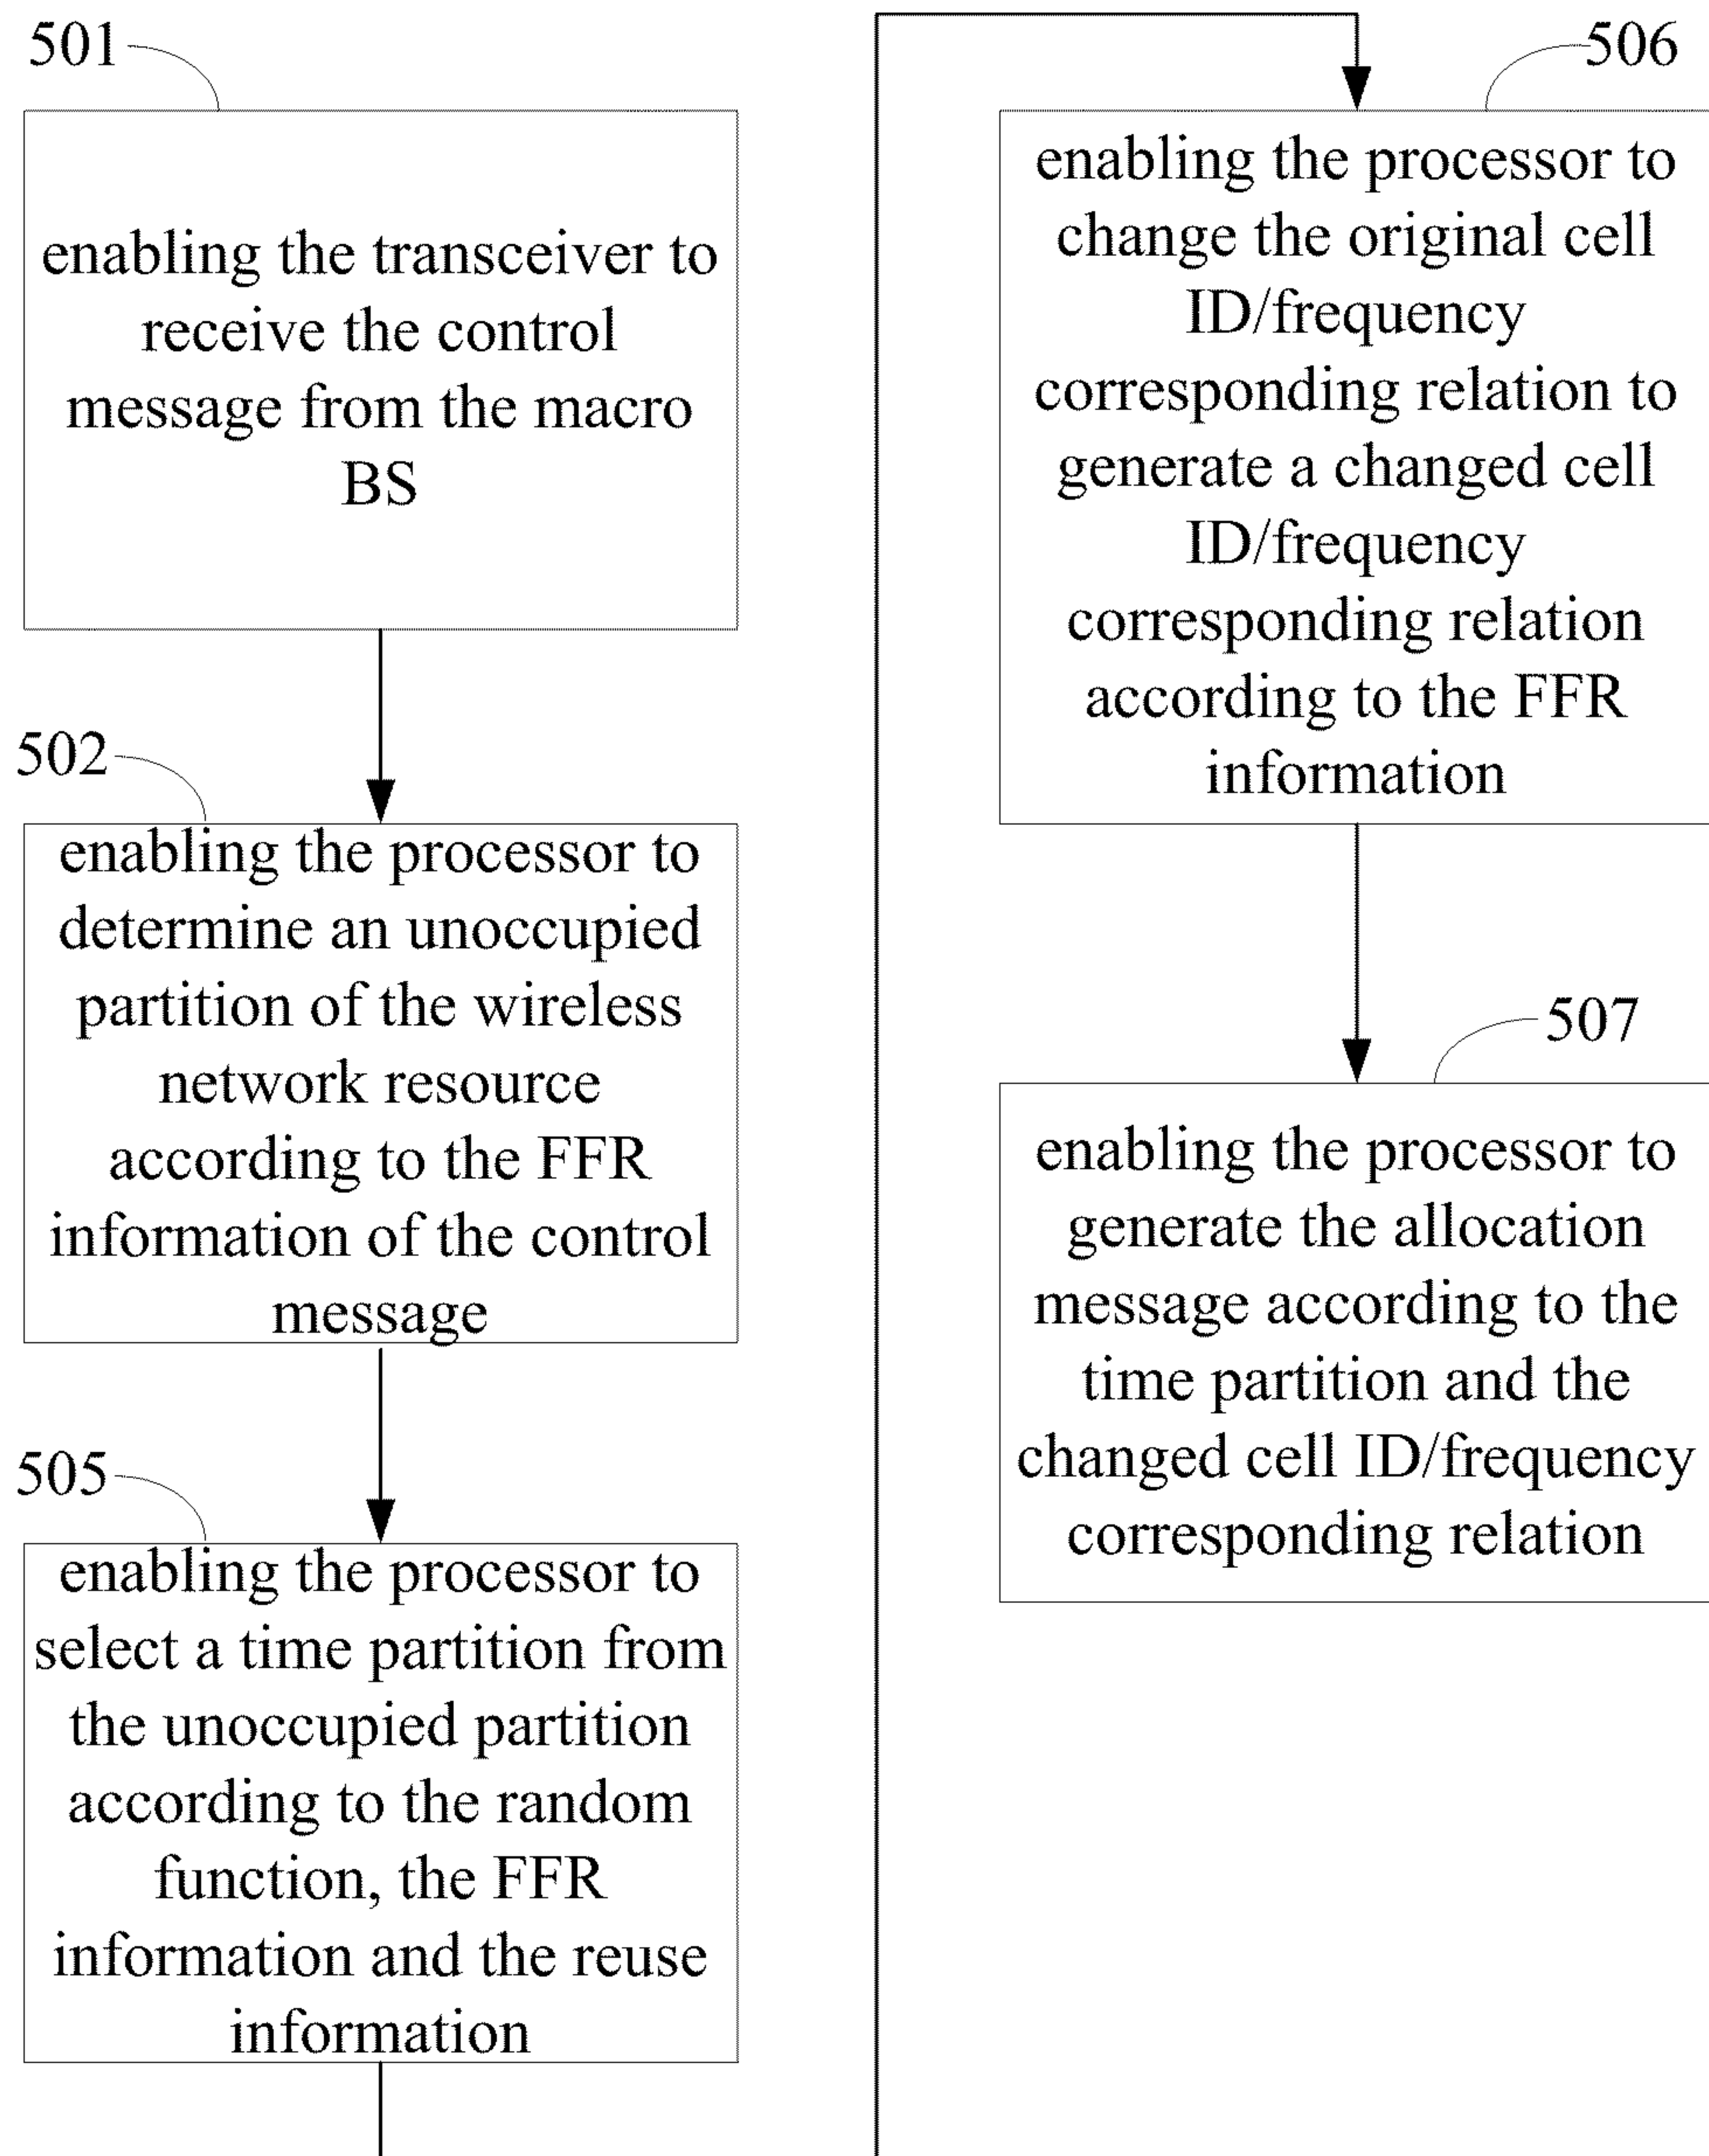 501
enabling the transceiver to
receive the control
message from the macro
BS
502
enabling the processor to
determine an unoccupied
partition of the wireless
network resource
according to the FFR
information of the control
message
505
enabling the processor to
select a time partition from
the unoccupied partition
according to the random
function, the FFR
information and the reuse
information
506
enabling the processor to
change the original cell
ID/frequency
corresponding relation to
generate a changed cell
ID/frequency
corresponding relation
according to the FFR
information
507
enabling the processor to
generate the allocation
message according to the
time partition and the
changed cell ID/frequency
corresponding relation